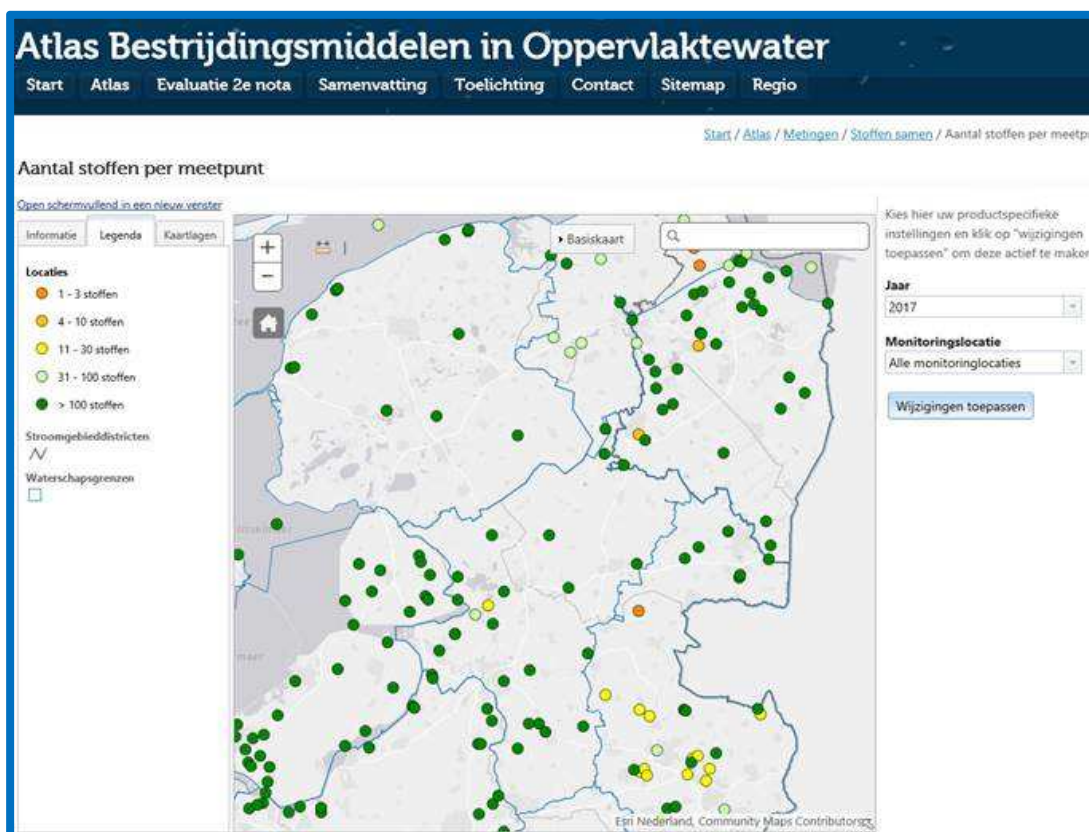 Atlas Bestrijdingsmiddelen in Oppervlaktewater
Start Atlas Evaluatie 2e nota Samenvatting Toelichting Contact Sitemap Regio
Start / Atlas / Metingen / Stoffen samen / Aantal stoffen per meetp
Aantal stoffen per meetpunt
Open schermvullend in een nieuw venster
Informatie Legenda Kaartlagen
Locaties
1 - 3 stoffen
4 - 10 stoffen
11 - 30 stoffen
31 - 100 stoffen
> 100 stoffen
Stroomgebieddistricten
Waterschapsgrenzen
+
−
Basiskaart
Esri Nederland, Community Maps Contributors
Kies hier uw productspecifieke
instellingen en klik op "wijzigingen
toepassen" om deze actief te maken
Jaar
2017
Monitoringslocatie
Alle monitoringlocaties
Wijzigingen toepassen